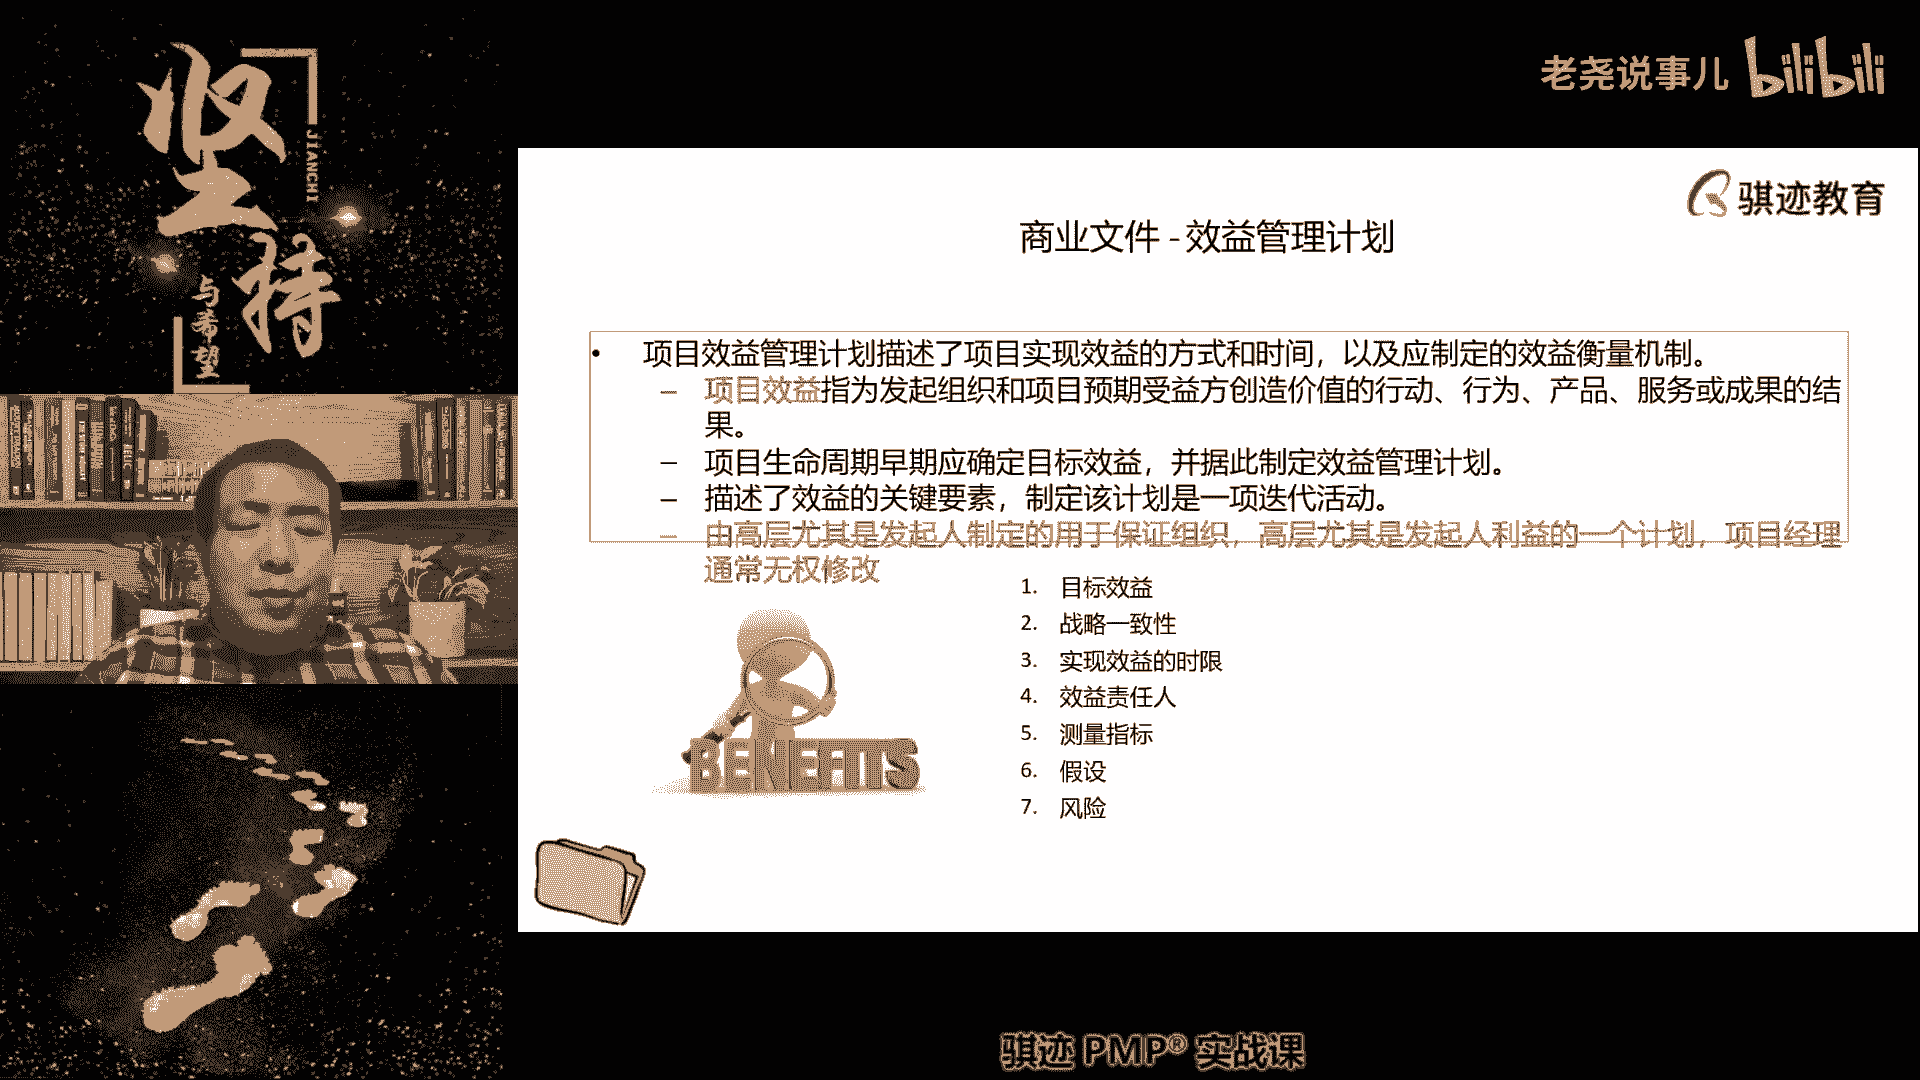 坚持
JIANCHI
与希望
老尧说事儿 bilibili
骐迹教育
商业文件 - 效益管理计划
• 项目效益管理计划描述了项目实现效益的方式和时间，以及应制定的效益衡量机制。
– 项目效益指为发起组织和项目预期受益方创造价值的行动、行为、产品、服务或成果的结
果。
– 项目生命周期早期应确定目标效益，并据此制定效益管理计划。
– 描述了效益的关键要素，制定该计划是一项迭代活动。
– 由高层尤其是发起人制定的用于保证组织，高层尤其是发起人利益的一个计划，项目经理
通常无权修改
1. 目标效益
2. 战略一致性
3. 实现效益的时限
4. 效益责任人
5. 测量指标
6. 假设
7. 风险
BENEFITS
骐迹 PMP® 实战课